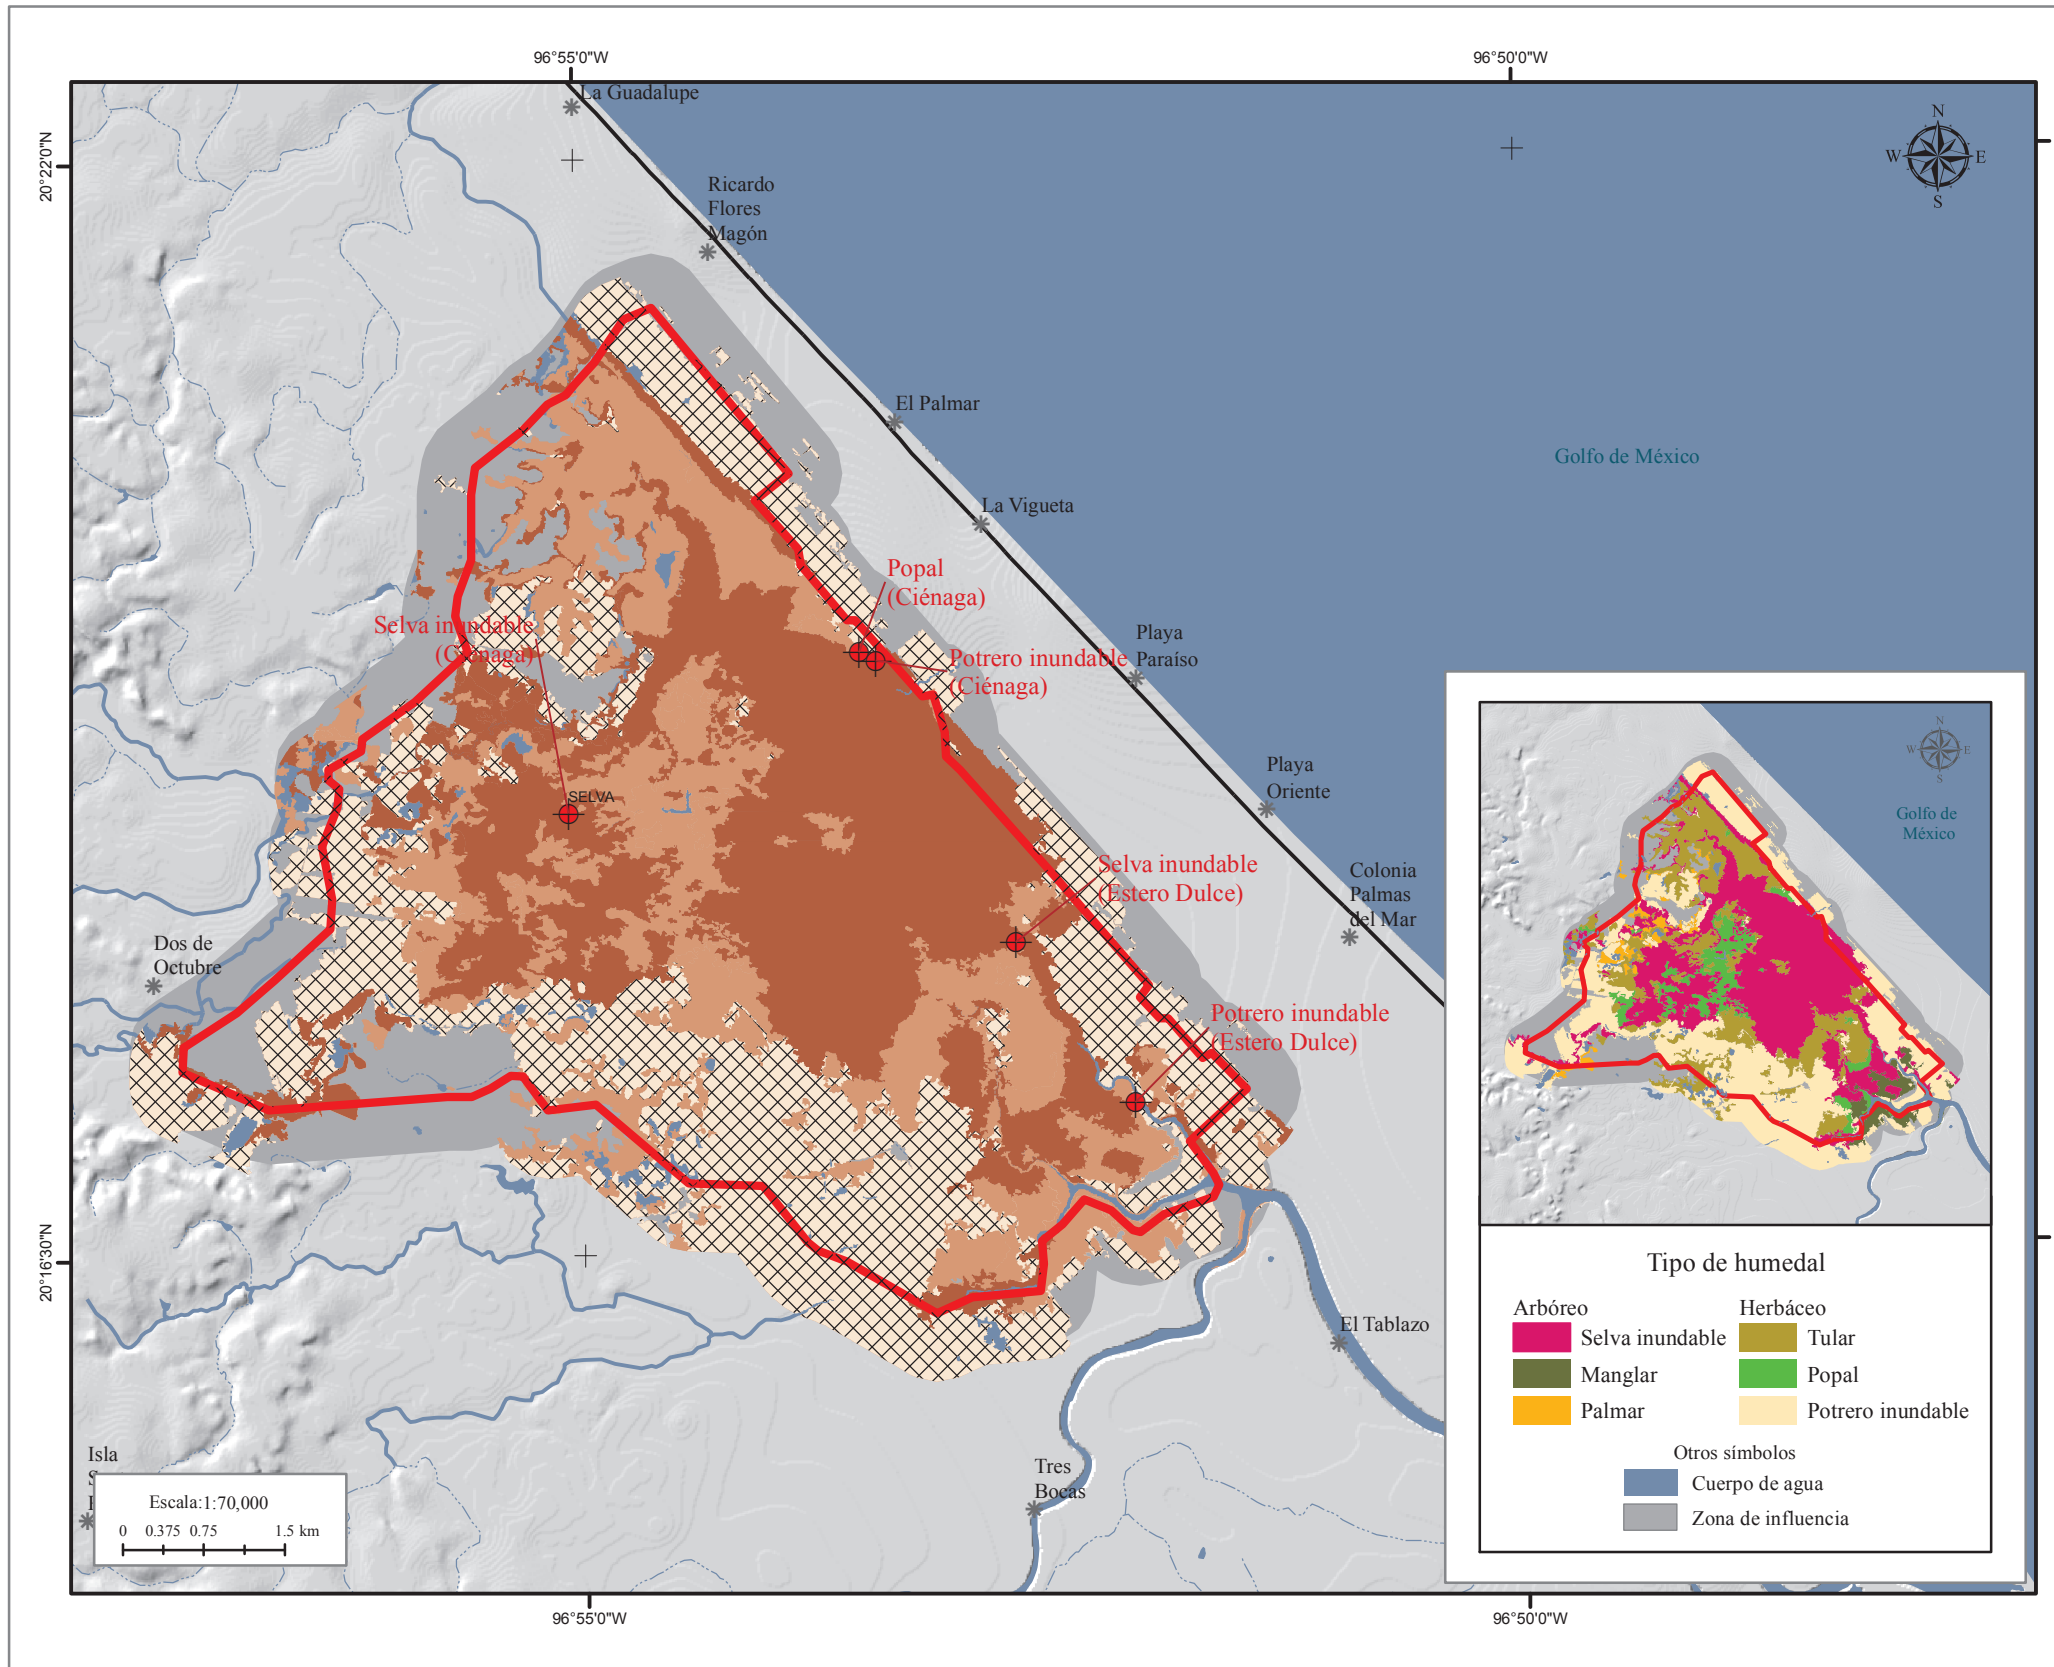 96°55'0"W
96°50'0"W
20°22'0"N
20°16'30"N
La Guadalupe
Ricardo
Flores
Magón
N
W
E
S
El Palmar
Golfo de México
La Vigueta
Popal
(Ciénaga)
Selva inundable
(Ciénaga)
Potrero inundable
(Ciénaga)
Playa
Paraíso
SELVA
Playa
Oriente
Selva inundable
(Estero Dulce)
Colonia
Palmas
del Mar
Dos de
Octubre
Potrero inundable
(Estero Dulce)
El Tablazo
Tres
Bocas
Isla
Escala:1:70,000
0 0.375 0.75 1.5 km
N
W
E
S
Golfo de
México
Tipo de humedal
Arbóreo
Selva inundable
Manglar
Palmar
Herbáceo
Tular
Popal
Potrero inundable
Otros símbolos
Cuerpo de agua
Zona de influencia
96°55'0"W
96°50'0"W